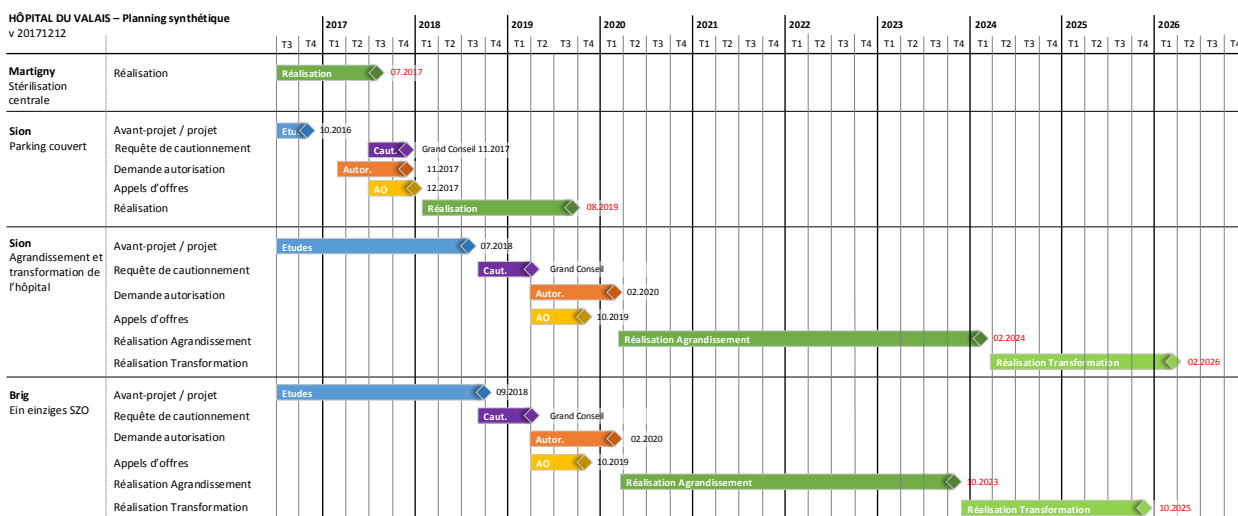 HÔPITAL DU VALAIS – Planning synthétique
v 20171212
2017 2018 2019 2020 2021 2022 2023 2024 2025 2026
T3 T4 T1 T2 T3 T4 T1 T2 T3 T4 T1 T2 T3 T4 T1 T2 T3 T4 T1 T2 T3 T4 T1 T2 T3 T4 T1 T2 T3 T4 T1 T2 T3 T4 T1 T2 T3 T4 T1 T2 T3 T4
Martigny
Stérilisation
centrale
Réalisation
Réalisation 07.2017
Sion
Parking couvert
Avant-projet / projet
Etu. 10.2016
Requête de cautionnement
Caut. Grand Conseil 11.2017
Demande autorisation
Autor. 11.2017
Appels d’offres
AO 12.2017
Réalisation
Réalisation 08.2019
Sion
Agrandissement et
transformation de
l’hôpital
Avant-projet / projet
Etudes 07.2018
Requête de cautionnement
Caut. Grand Conseil
Demande autorisation
Autor. 02.2020
Appels d’offres
AO 10.2019
Réalisation Agrandissement
Réalisation Agrandissement 02.2024
Réalisation Transformation
Réalisation Transformation 02.2026
Brig
Ein einziges SZO
Avant-projet / projet
Etudes 09.2018
Requête de cautionnement
Caut. Grand Conseil
Demande autorisation
Autor. 02.2020
Appels d’offres
AO 10.2019
Réalisation Agrandissement
Réalisation Agrandissement 10.2023
Réalisation Transformation
Réalisation Transformation 10.2025